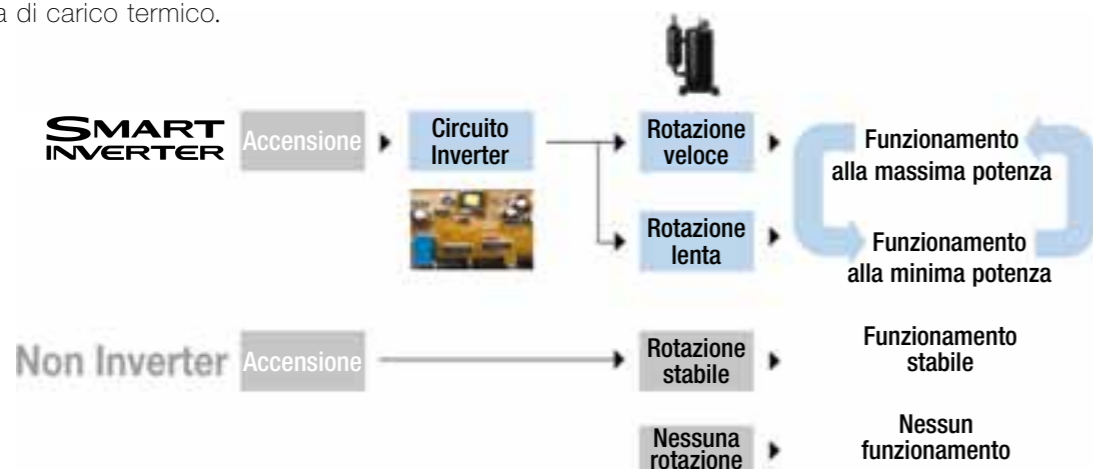 a di carico termico.
SMART
INVERTER
Accensione
Circuito
Inverter
Rotazione
veloce
Funzionamento
alla massima potenza
Rotazione
lenta
Funzionamento
alla minima potenza
Non Inverter
Accensione
Rotazione
stabile
Funzionamento
stabile
Nessuna
rotazione
Nessun
funzionamento